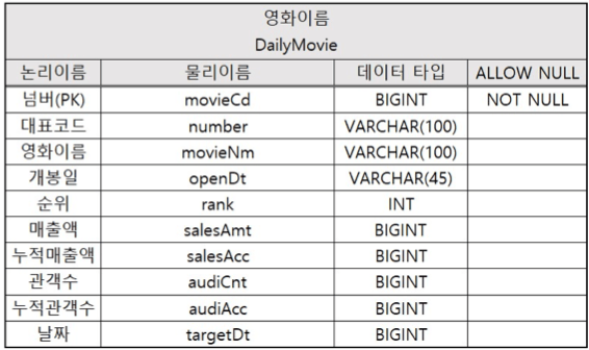 영화이름
DailyMovie
논리이름 물리이름 데이터 타입 ALLOW NULL
넘버(PK) movieCd BIGINT NOT NULL
대표코드 number VARCHAR(100)
영화이름 movieNm VARCHAR(100)
개봉일 openDt VARCHAR(45)
순위 rank INT
매출액 salesAmt BIGINT
누적매출액 salesAcc BIGINT
관객수 audiCnt BIGINT
누적관객수 audiAcc BIGINT
날짜 targetDt BIGINT